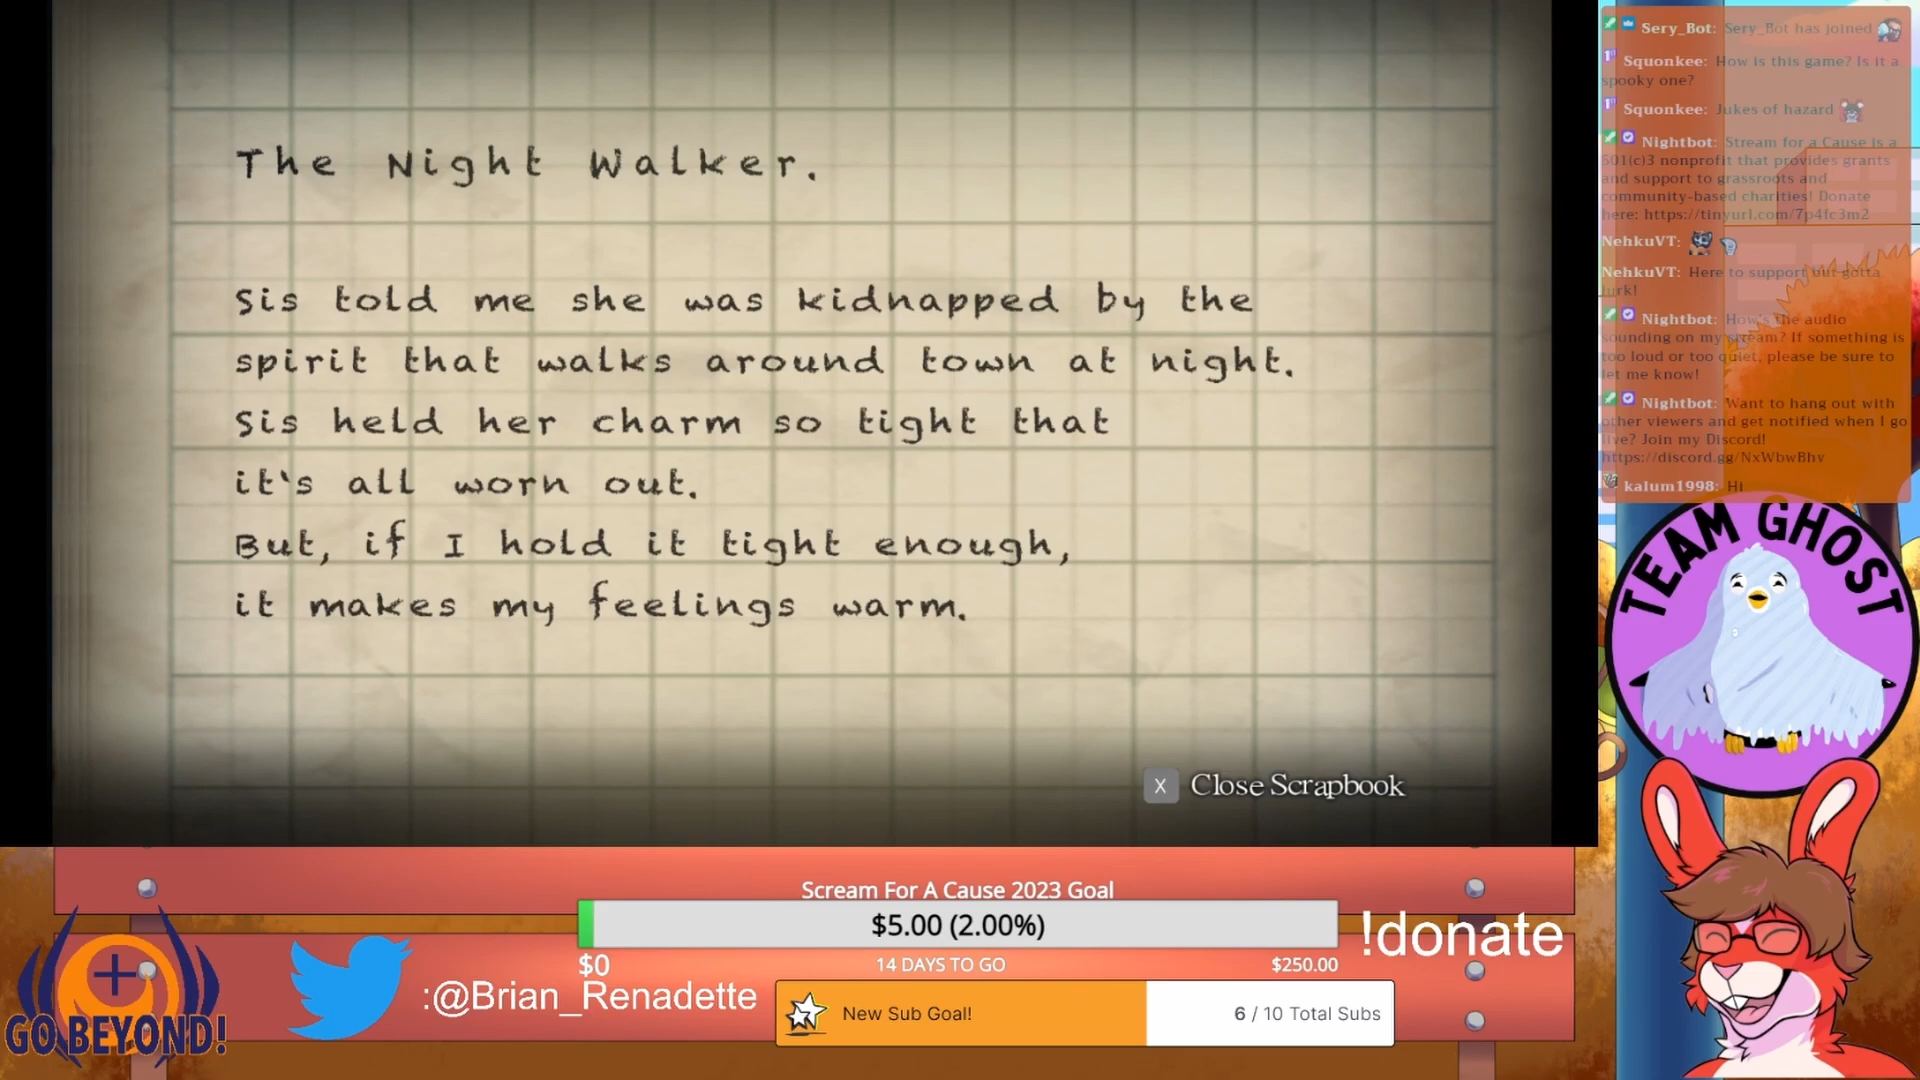 The Night Walker.
Sis told me she was kidnapped by the
spirit that walks around town at night.
Sis held her charm so tight that
it's all worn out.
But, if I hold it tight enough,
it makes my feelings warm.
X Close Scrapbook
Sery_Bot: Sery_Bot has joined
Squonkee: How is this game? Is it a
spooky one?
Squonkee: Jukes of hazard
Nightbot: Stream for a Cause is a
501(c)3 nonprofit that provides grants
and support to grassroots and
community-based charities! Donate
here: https://tinyurl.com/7p4fc3m2
NehkuVT:
NehkuVT: Here to support but gotta
lurk!
Nightbot: How's the audio
sounding on my stream? If something is
too loud or too quiet, please be sure to
let me know!
Nightbot: Want to hang out with
other viewers and get notified when I go
live? Join my Discord!
https://discord.gg/NxWbwBhv
kalum1998: Hi
TEAM GHOST
Scream For A Cause 2023 Goal
$5.00 (2.00%)
$0
14 DAYS TO GO
$250.00
!donate
GO BEYOND!
:@Brian_Renadette
New Sub Goal!
6 / 10 Total Subs